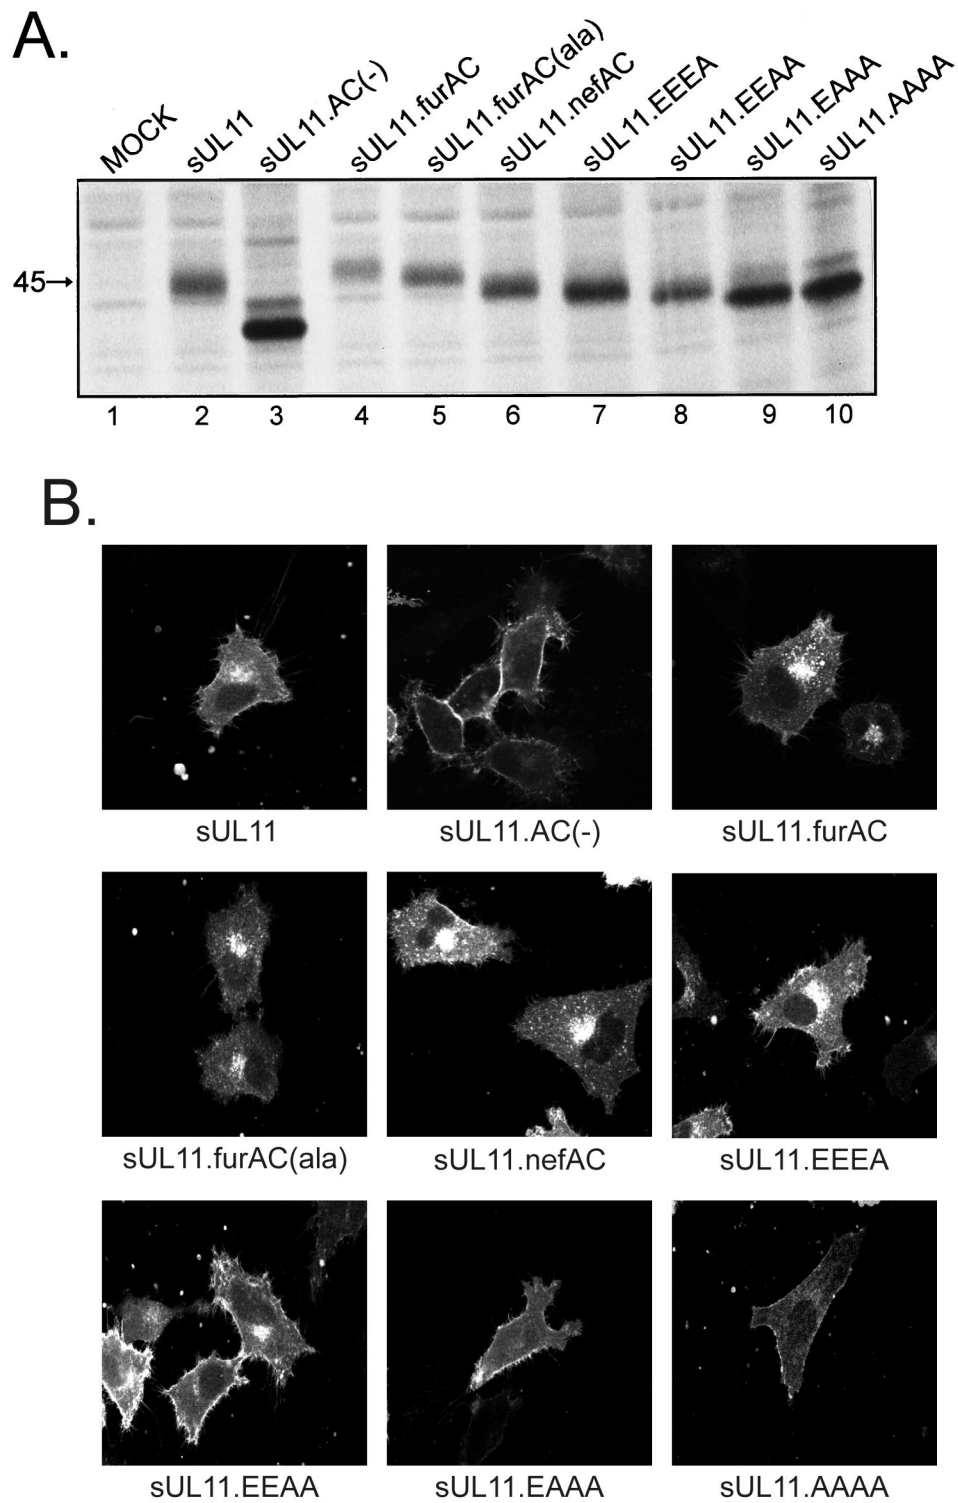 A.
MOCK
sUL11
sUL11.AC(-)
sUL11.furAC
sUL11.furAC(ala)
sUL11.nefAC
sUL11.EEEA
sUL11.EEAA
sUL11.EAAA
sUL11.AAAA
45→
1 2 3 4 5 6 7 8 9 10
B.
sUL11 sUL11.AC(-) sUL11.furAC
sUL11.furAC(ala) sUL11.nefAC sUL11.EEEA
sUL11.EEAA sUL11.EAAA sUL11.AAAA